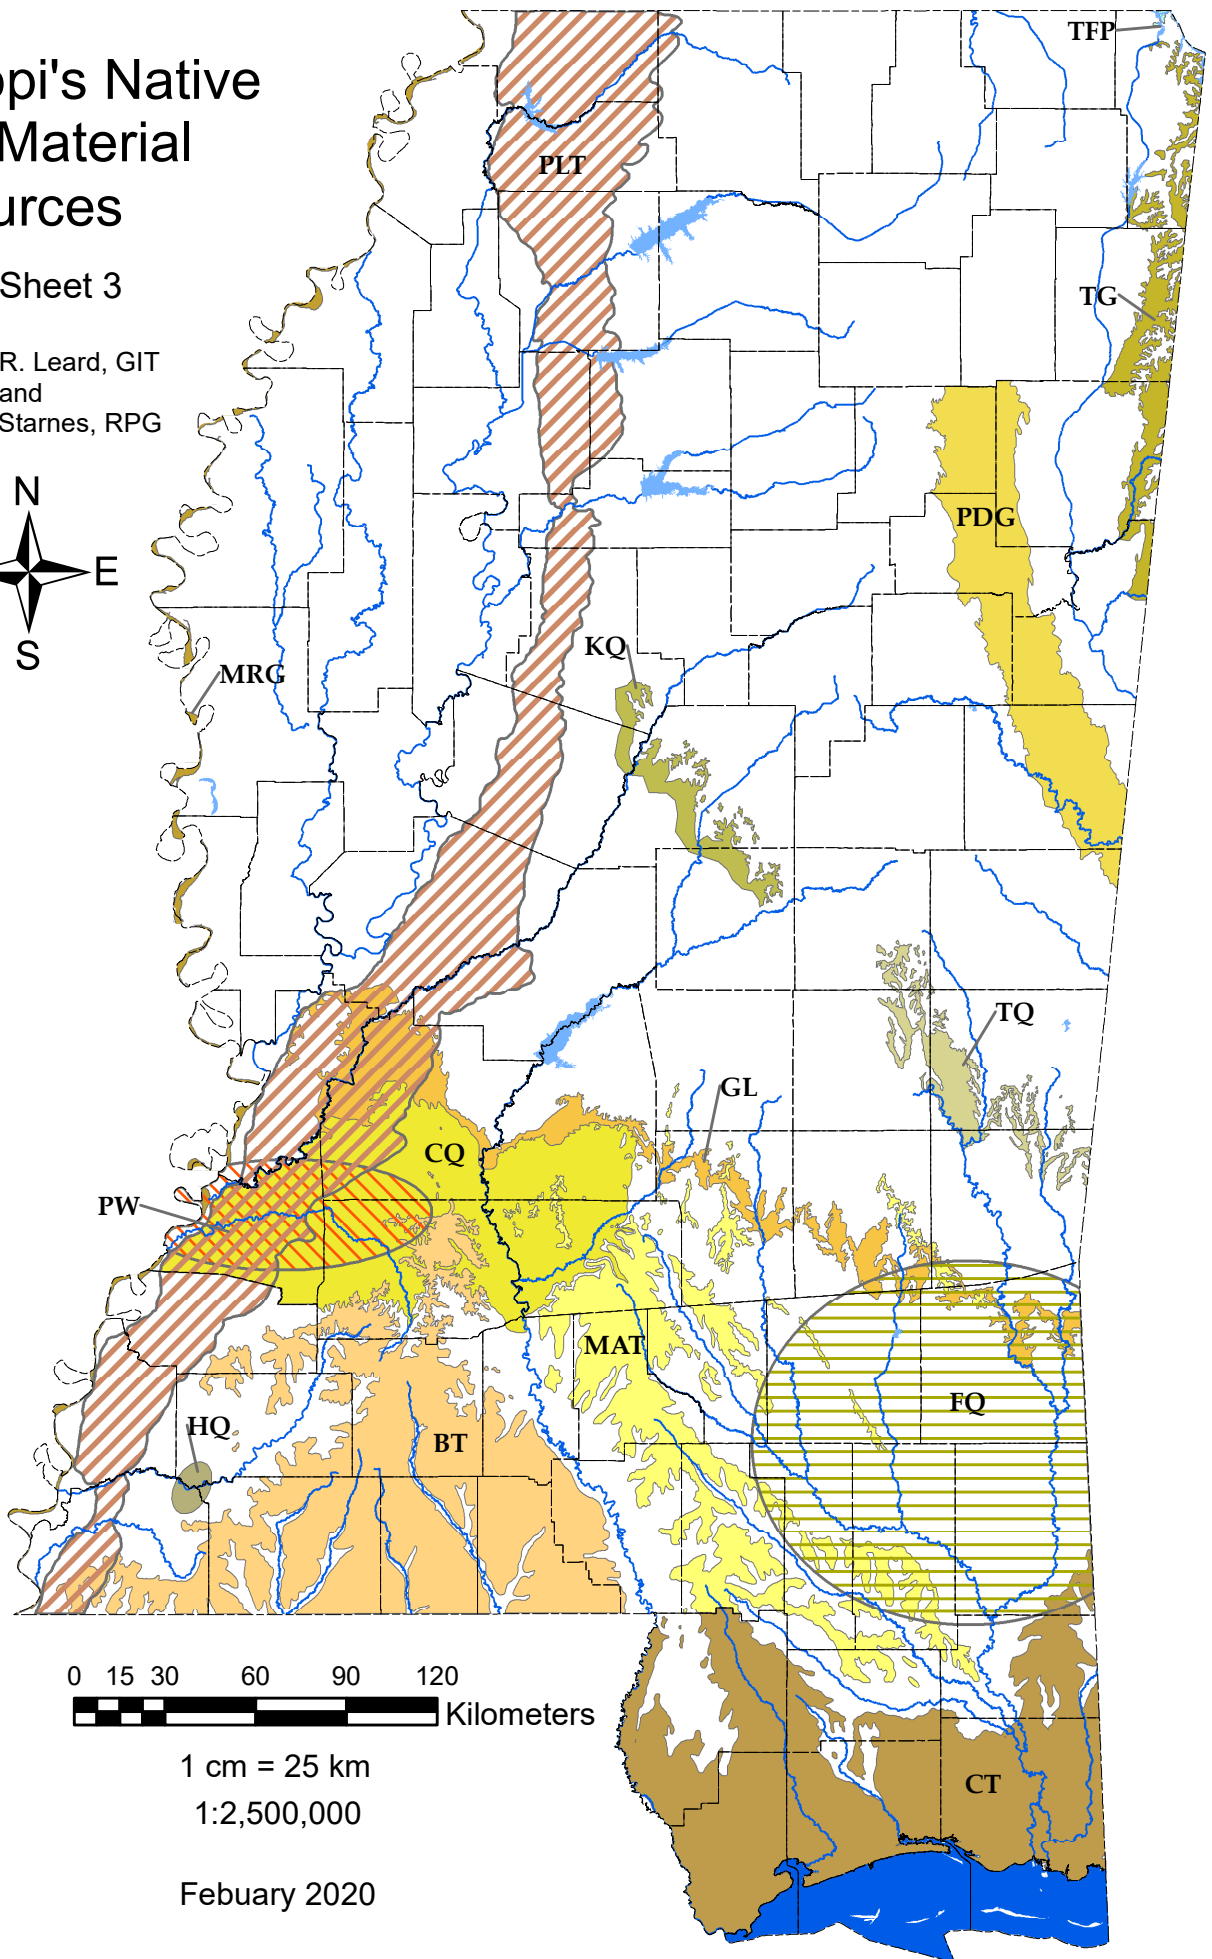 ppi's Native
Material
urces
Sheet 3
R. Leard, GIT
and
Starnes, RPG
N
E
S
TFP
PLT
TG
PDG
KQ
MRG
TQ
GL
CQ
PW
MAT
FQ
HQ
BT
CT
0 15 30 60 90 120
Kilometers
1 cm = 25 km
1:2,500,000
Febuary 2020